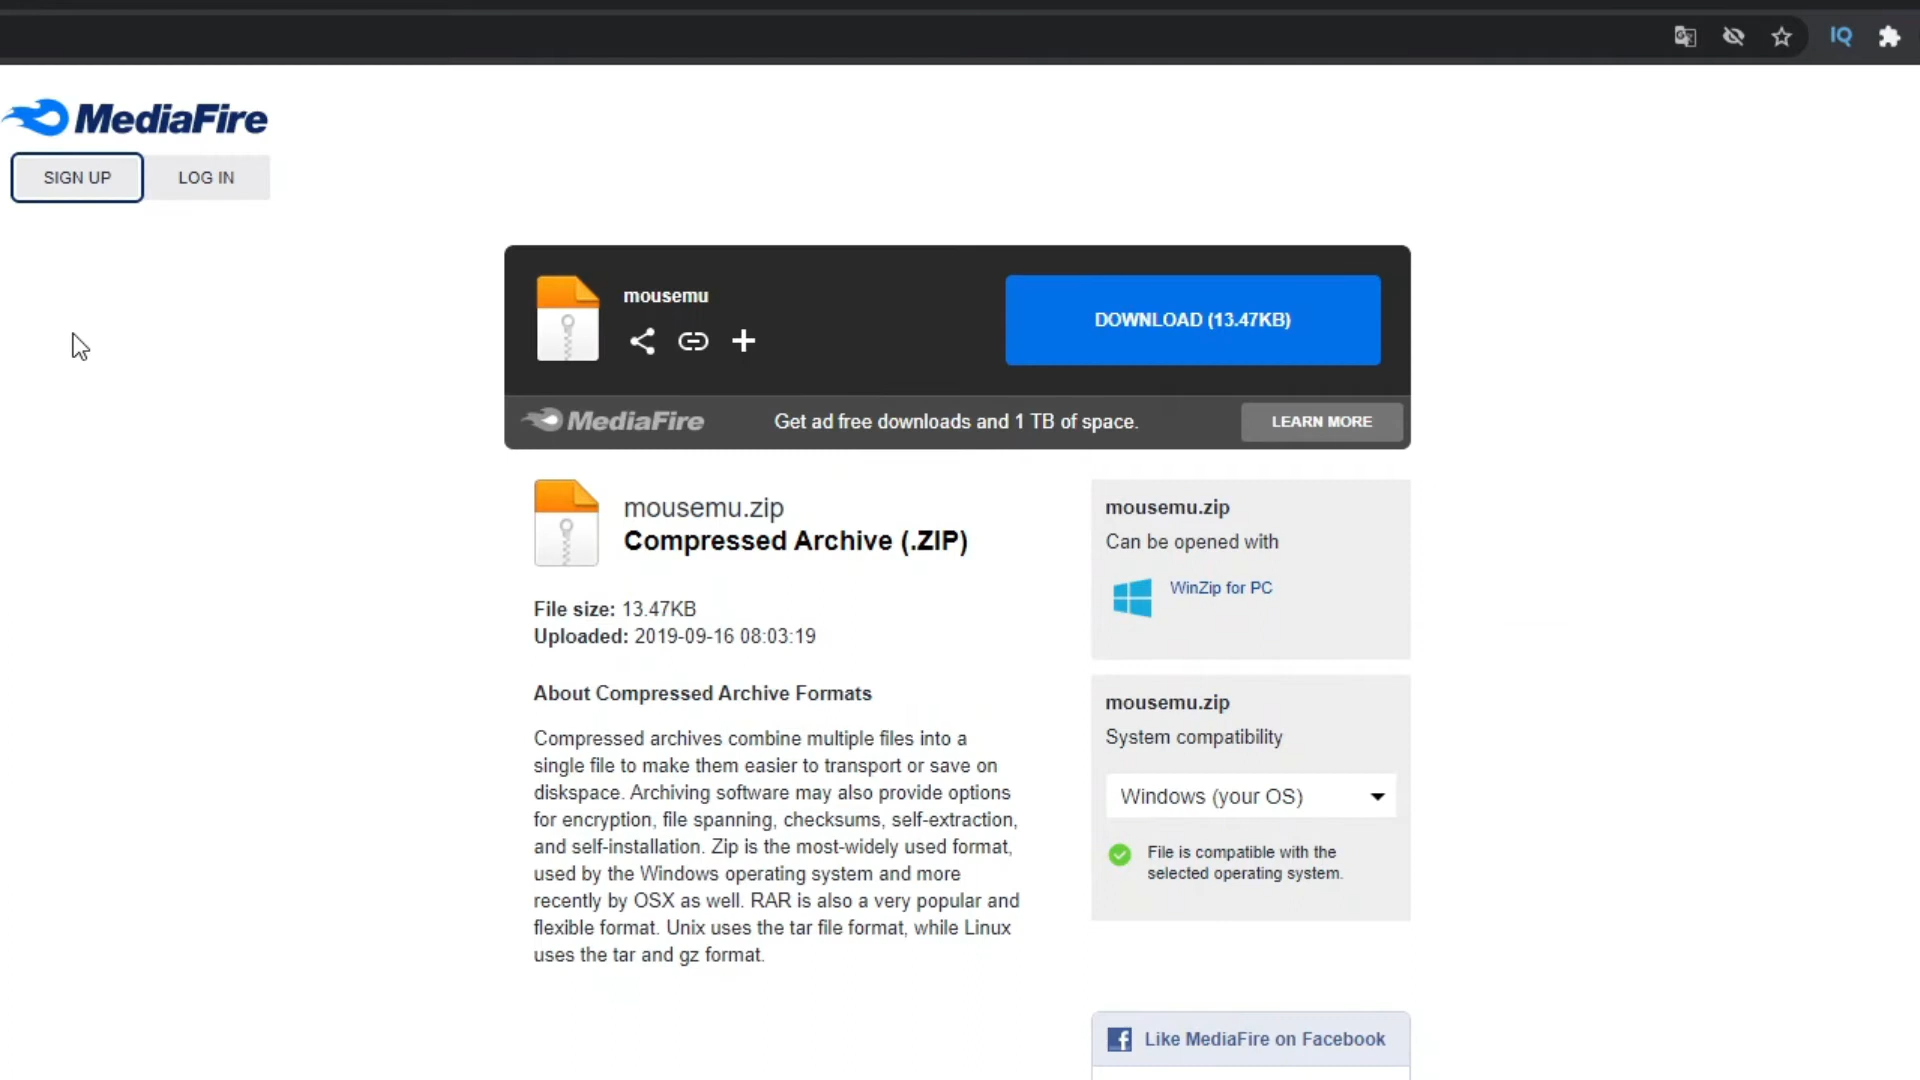 IQ
MediaFire
SIGN UP
LOG IN
mousemu
DOWNLOAD (13.47KB)
MediaFire
Get ad free downloads and 1 TB of space.
LEARN MORE
mousemu.zip
Compressed Archive (.ZIP)
File size: 13.47KB
Uploaded: 2019-09-16 08:03:19
About Compressed Archive Formats
Compressed archives combine multiple files into a
single file to make them easier to transport or save on
diskspace. Archiving software may also provide options
for encryption, file spanning, checksums, self-extraction,
and self-installation. Zip is the most-widely used format,
used by the Windows operating system and more
recently by OSX as well. RAR is also a very popular and
flexible format. Unix uses the tar file format, while Linux
uses the tar and gz format.
mousemu.zip
Can be opened with
WinZip for PC
mousemu.zip
System compatibility
Windows (your OS)
File is compatible with the
selected operating system.
Like MediaFire on Facebook